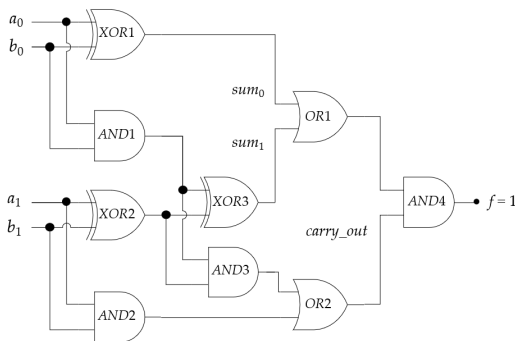 a0
XOR1
b0
sum0
OR1
AND1
sum1
a1
XOR2
XOR3
AND4
f = 1
b1
carry_out
AND3
OR2
AND2